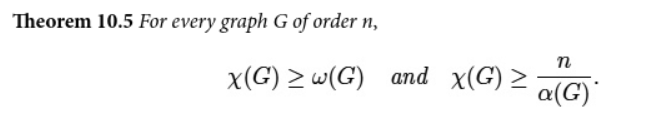 Theorem 10.5 For every graph G of order n,
χ(G) ≥ ω(G) and χ(G) ≥ n/α(G).